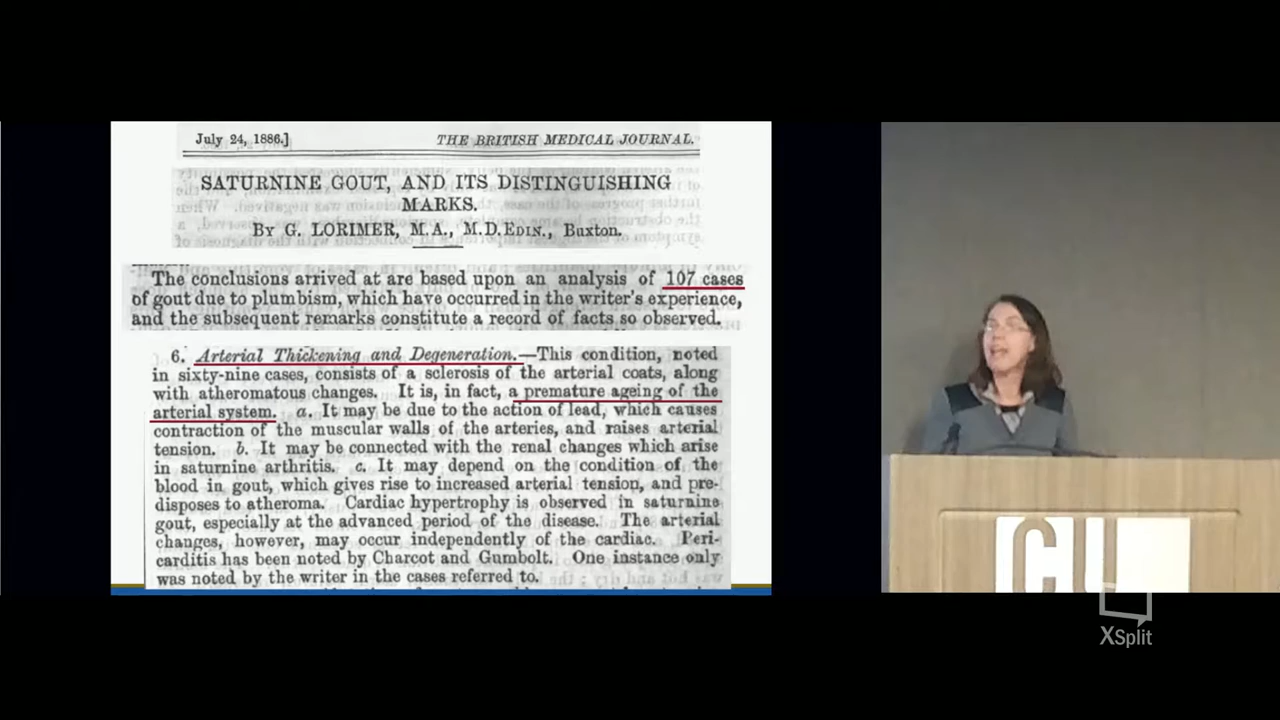 July 24, 1886.] THE BRITISH MEDICAL JOURNAL.
SATURNINE GOUT, AND ITS DISTINGUISHING
MARKS.
By G. LORIMER, M.A., M.D.EDIN., Buxton.
The conclusions arrived at are based upon an analysis of 107 cases
of gout due to plumbism, which have occurred in the writer's experience,
and the subsequent remarks constitute a record of facts so observed.
6. Arterial Thickening and Degeneration.—This condition, noted
in sixty-nine cases, consists of a sclerosis of the arterial coats, along
with atheromatous changes. It is, in fact, a premature ageing of the
arterial system. a. It may be due to the action of lead, which causes
contraction of the muscular walls of the arteries, and raises arterial
tension. b. It may be connected with the renal changes which arise
in saturnine arthritis. c. It may depend on the condition of the
blood in gout, which gives rise to increased arterial tension, and pre-
disposes to atheroma. Cardiac hypertrophy is observed in saturnine
gout, especially at the advanced period of the disease. The arterial
changes, however, may occur independently of the cardiac. Peri-
carditis has been noted by Charcot and Gumbolt. One instance only
was noted by the writer in the cases referred to.
CU
XSplit